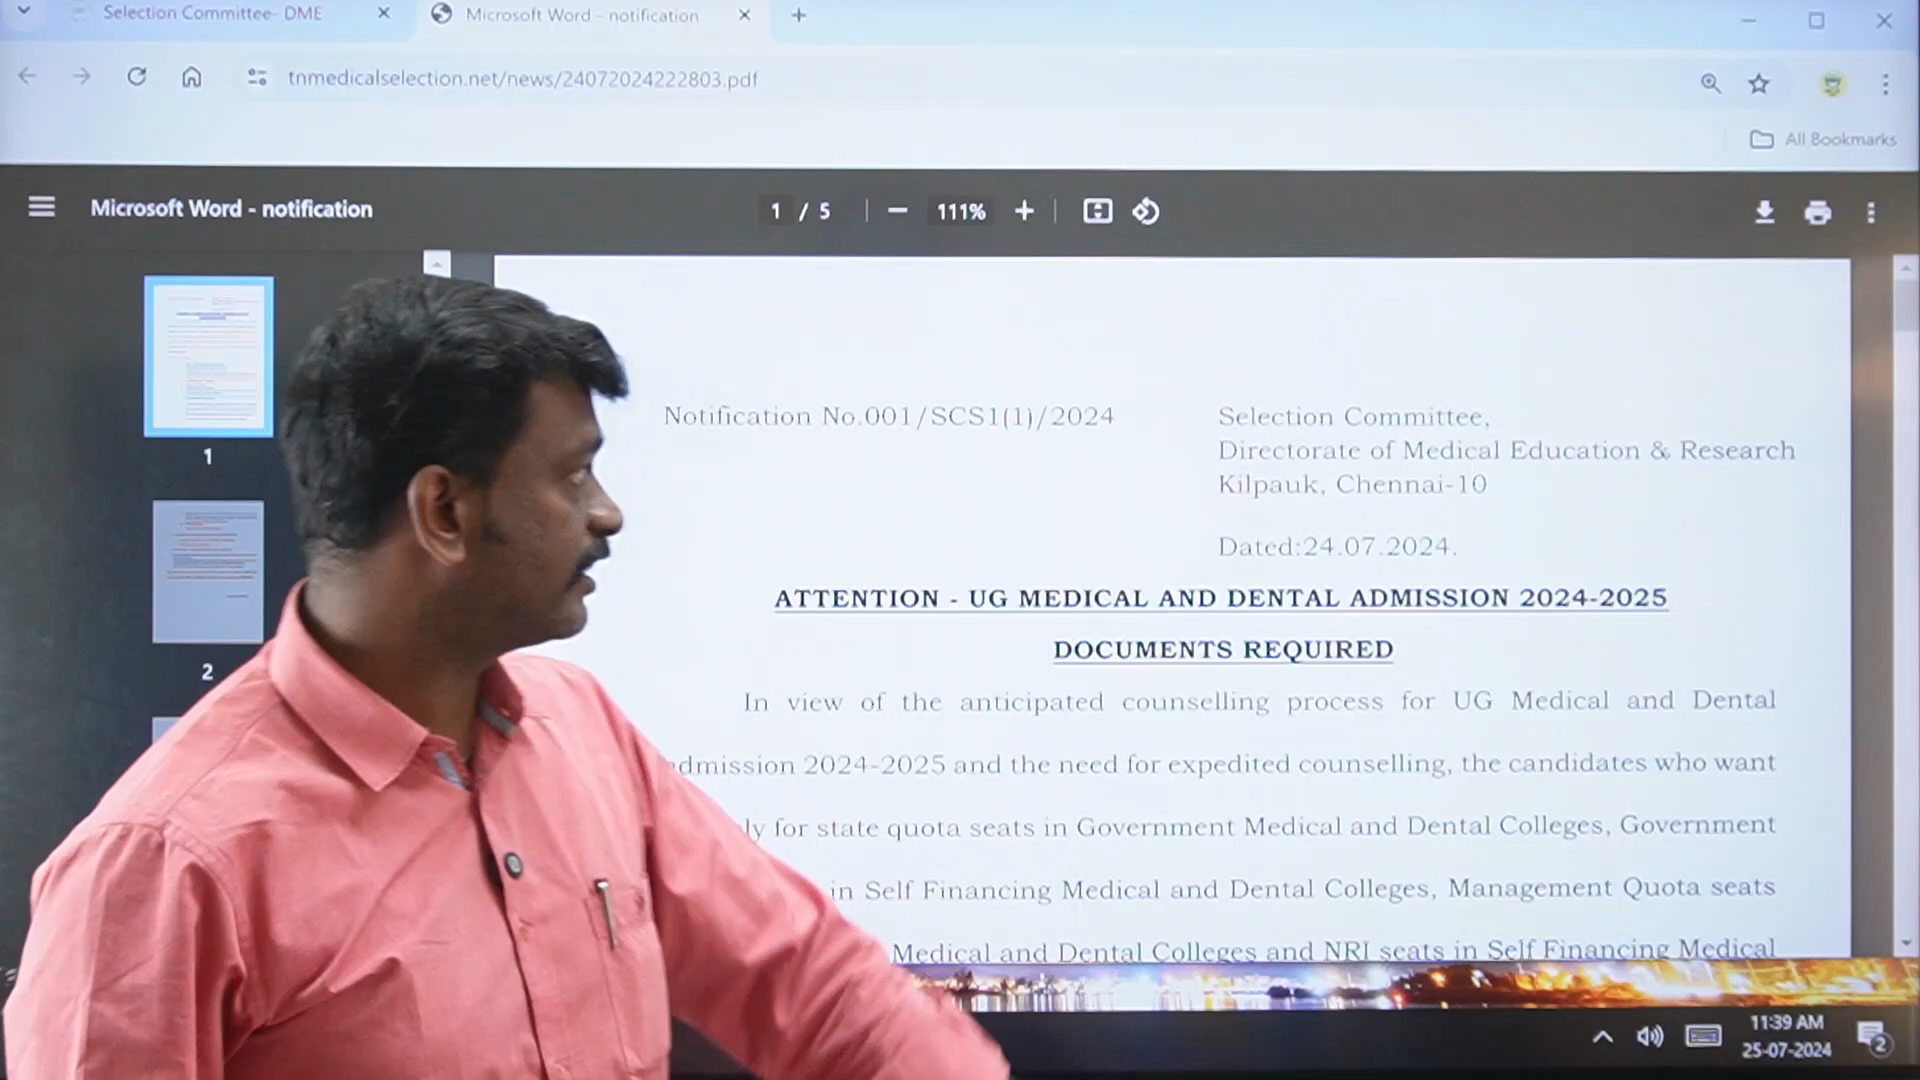 Selection Committee- DME
Microsoft Word - notification
tnmedicalselection.net/news/24072024222803.pdf
All Bookmarks
Microsoft Word - notification
1 / 5
111%
1
2
Notification No.001/SCS1(1)/2024
Selection Committee,
Directorate of Medical Education & Research
Kilpauk, Chennai-10
Dated:24.07.2024.
ATTENTION - UG MEDICAL AND DENTAL ADMISSION 2024-2025
DOCUMENTS REQUIRED
In view of the anticipated counselling process for UG Medical and Dental
dmission 2024-2025 and the need for expedited counselling, the candidates who want
ly for state quota seats in Government Medical and Dental Colleges, Government
in Self Financing Medical and Dental Colleges, Management Quota seats
Medical and Dental Colleges and NRI seats in Self Financing Medical
11:39 AM
25-07-2024
2